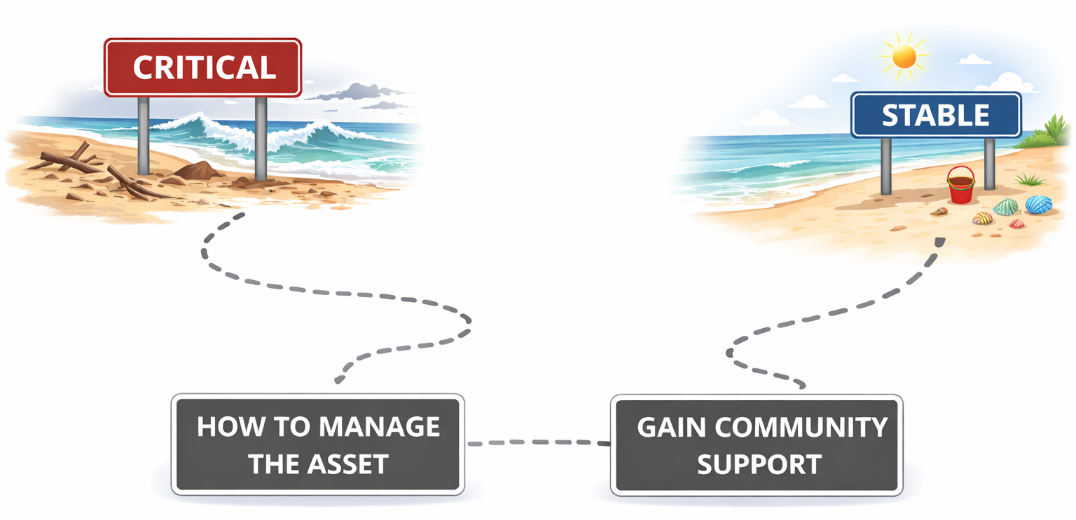 CRITICAL
STABLE
HOW TO MANAGE
THE ASSET
GAIN COMMUNITY
SUPPORT